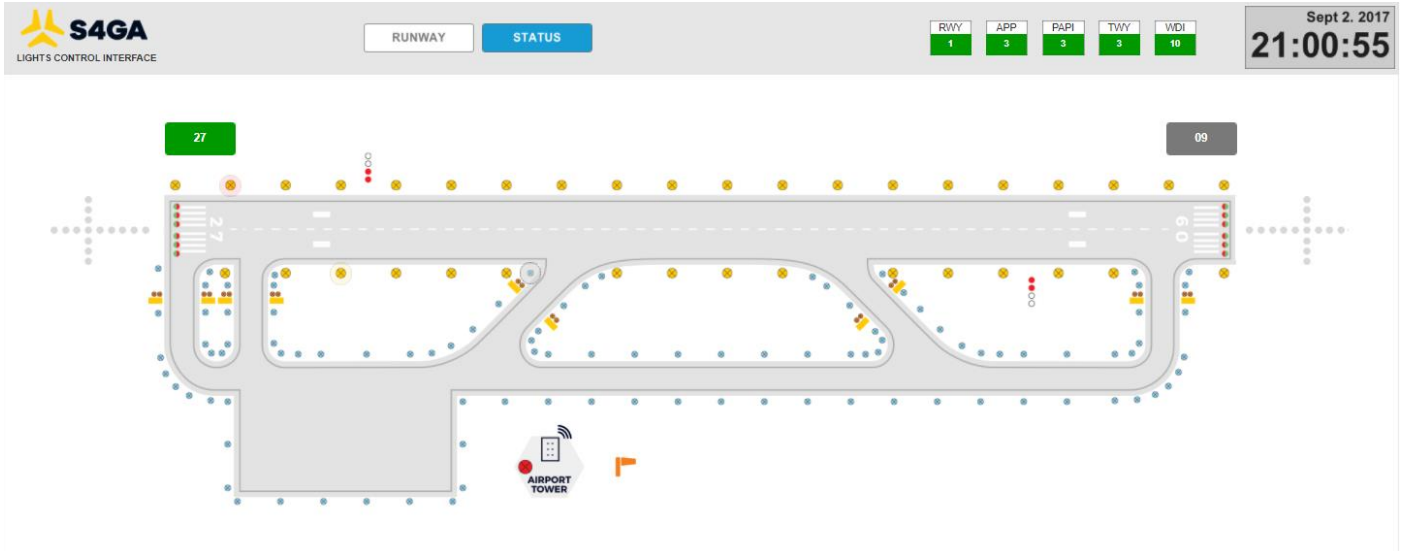 S4GA
LIGHTS CONTROL INTERFACE
RUNWAY
STATUS
RWY
1
APP
3
PAPI
3
TWY
3
WDI
10
Sept 2. 2017
21:00:55
27
09
27
60
AIRPORT
TOWER